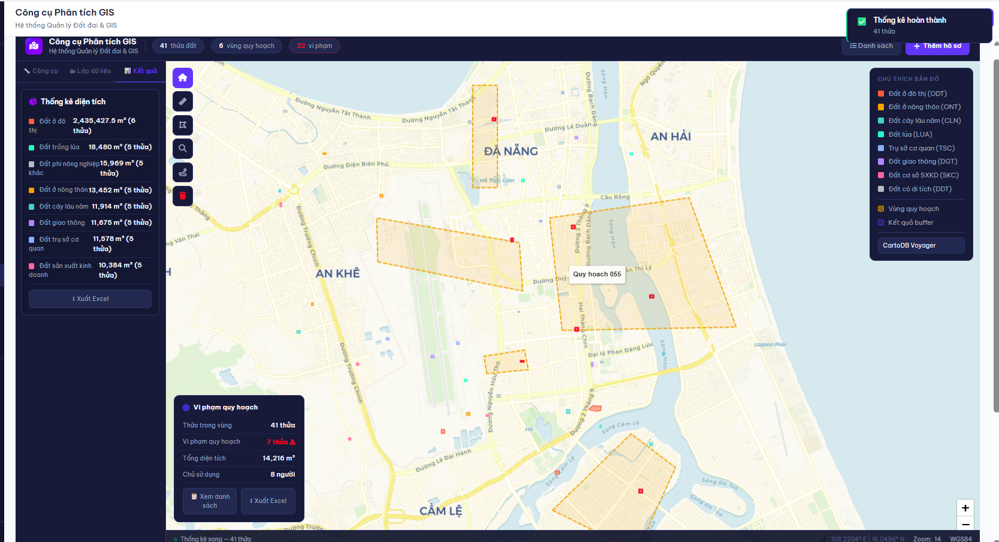 Công cụ Phân tích GIS
Hệ thống Quản lý Đất đai & GIS
Thống kê hoàn thành
41 thửa
Công cụ Phân tích GIS
Hệ thống Quản lý Đất đai & GIS
41 thửa đất
6 vùng quy hoạch
22 vi phạm
Danh sách
+ Thêm hồ sơ
Công cụ
Lớp dữ liệu
Kết quả
Thống kê diện tích
Đất ở đô thị 2,435,427.5 m² (6 thửa)
Đất trồng lúa 18,480 m² (5 thửa)
Đất phi nông nghiệp khác 15,969 m² (5 thửa)
Đất ở nông thôn 13,452 m² (5 thửa)
Đất cây lâu năm 11,914 m² (5 thửa)
Đất giao thông 11,675 m² (5 thửa)
Đất trụ sở cơ quan 11,578 m² (5 thửa)
Đất sản xuất kinh doanh 10,384 m² (5 thửa)
Xuất Excel
CHÚ THÍCH BẢN ĐỒ
Đất ở đô thị (ODT)
Đất ở nông thôn (ONT)
Đất cây lâu năm (CLN)
Đất lúa (LUA)
Trụ sở cơ quan (TSC)
Đất giao thông (DGT)
Đất cơ sở SXKD (SKC)
Đất có di tích (DDT)
Vùng quy hoạch
Kết quả buffer
CartoDB Voyager
Đường Nguyễn Tất Thành
Đường Nguyễn Tất Thành
Đường Bạch Đằng
Sông Hàn
Ngô Quyền
Đường Lê Duẩn
AN HẢI
ĐÀ NẴNG
Đường Điện Biên Phủ
Hồ Thạc Gián
Cầu Rồng
Đường Trường Chinh
Đường 2 Tháng 9
Đường Bạch Đằng
Sông Hàn
AN KHÊ
Đường Duy
Quy hoach 055
Hai Tháng Chín
Lagoon Pool
Đại lộ Phan Đăng Lưu
Sông Hàn
Đường Trường Chinh
Đường Nguyễn Hữu Thọ
Đường 2 Tháng 9
Hồ
Sông Cẩm Lệ
Đường Lê Đại Hành
Sông Cẩm Lệ
Sông Đò Toả
Sông Đò Toả
CẨM LỆ
Vi phạm quy hoạch
Thửa trong vùng 41 thửa
Vi phạm quy hoạch 7 thửa
Tổng diện tích 14,216 m²
Chủ sử dụng 8 người
Xem danh sách
Xuất Excel
+
−
Thống kê xong — 41 thửa
108.2204° E | 16.0496° N
Zoom: 14
WGS84